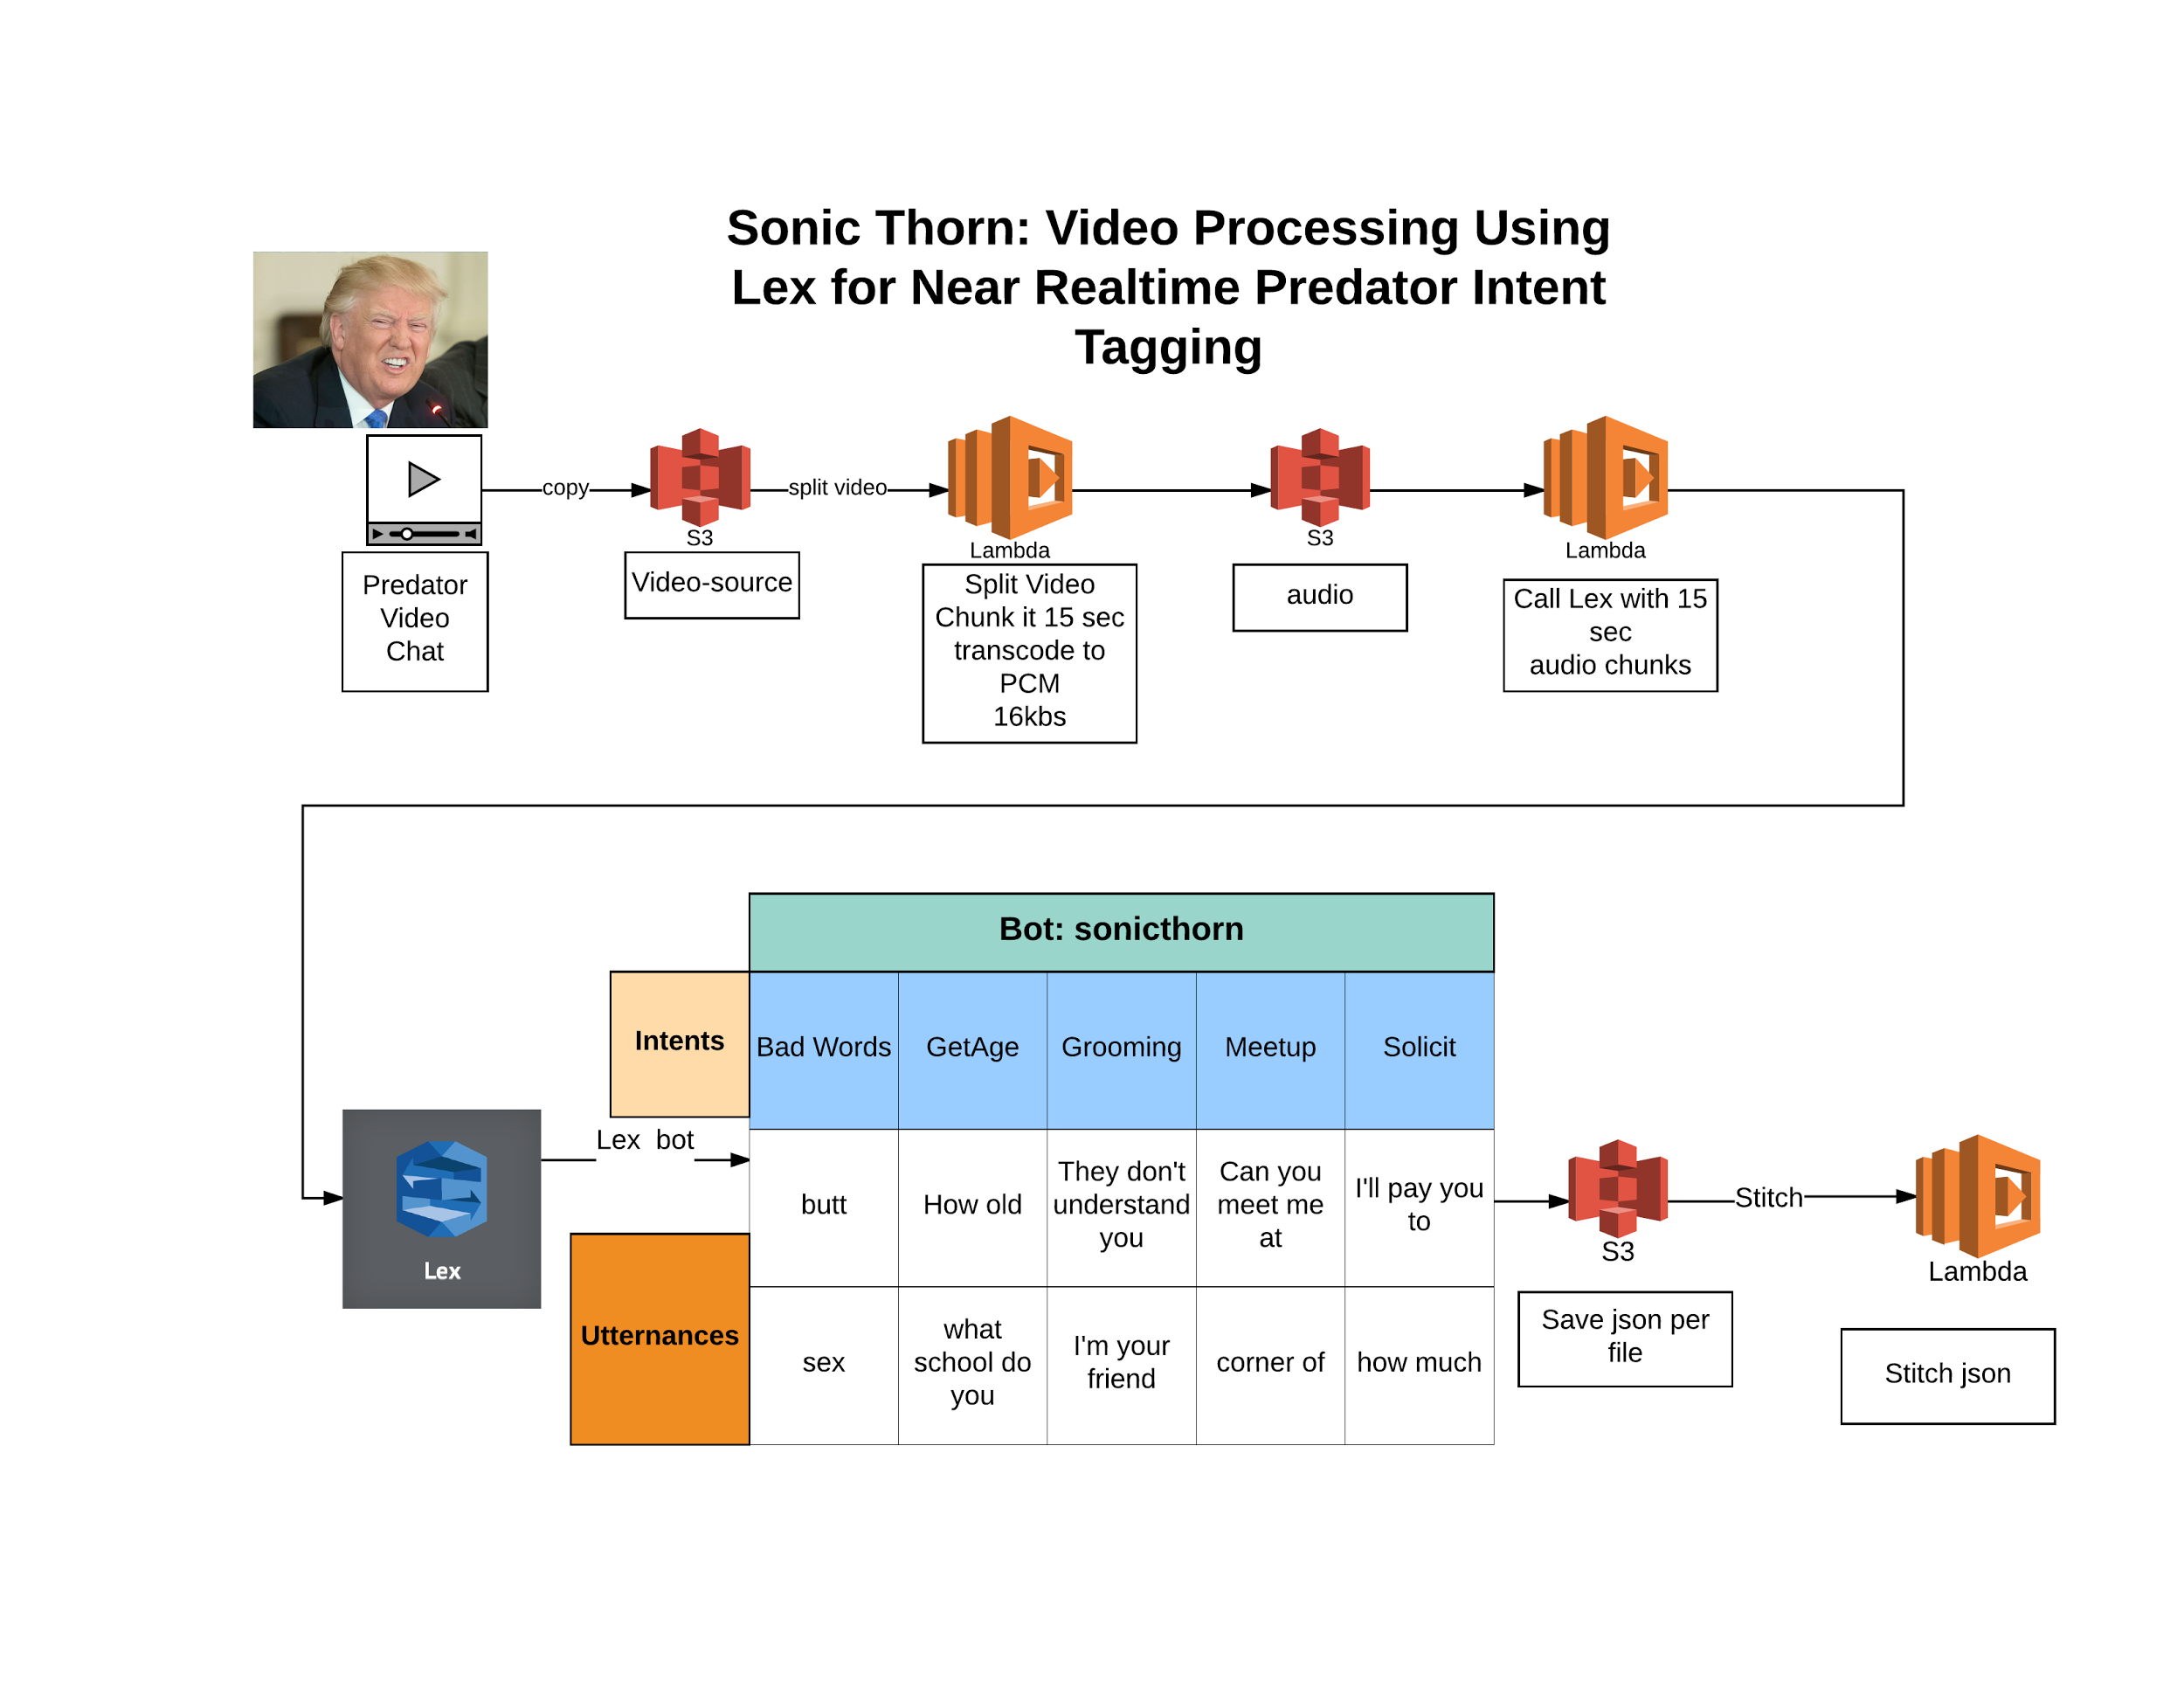 Sonic Thorn: Video Processing Using
Lex for Near Realtime Predator Intent
Tagging
copy
split video
S3
Lambda
S3
Lambda
Predator
Video
Chat
Video-source
Split Video
Chunk it 15 sec
transcode to
PCM
16kbs
audio
Call Lex with 15
sec
audio chunks
Bot: sonicthorn
Intents
Bad Words
GetAge
Grooming
Meetup
Solicit
Lex
Lex bot
Utternances
butt
How old
They don't
understand
you
Can you
meet me
at
I'll pay you
to
sex
what
school do
you
I'm your
friend
corner of
how much
S3
Stitch
Lambda
Save json per
file
Stitch json